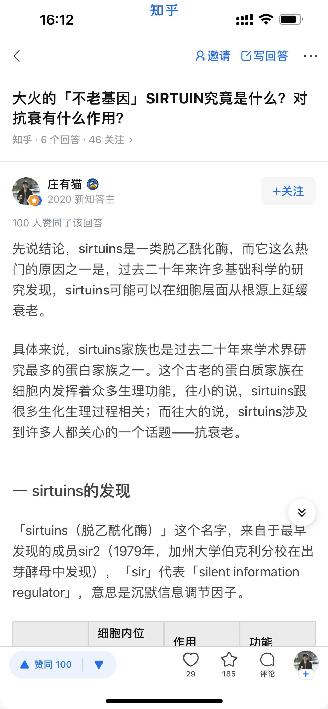 16:12
知乎
邀请
写回答
大火的「不老基因」SIRTUIN究竟是什么？对
抗衰有什么作用？
知乎 · 6 个回答 · 46 关注 >
庄有猫
2020 新知答主
+关注
100 人赞同了该回答
先说结论，sirtuins是一类脱乙酰化酶，而它这么热
门的原因之一是，过去二十年来许多基础科学的研
究发现，sirtuins可能可以在细胞层面从根源上延缓
衰老。
具体来说，sirtuins家族也是过去二十年来学术界研
究最多的蛋白家族之一。这个古老的蛋白质家族在
细胞内发挥着众多生理功能，往小的说，sirtuins跟
很多生化生理过程相关；而往大的说，sirtuins涉及
到许多人都关心的一个话题——抗衰老。
一 sirtuins的发现
「sirtuins（脱乙酰化酶）」这个名字，来自于最早
发现的成员sir2（1979年，加州大学伯克利分校在出
芽酵母中发现），「sir」代表「silent information
regulator」，意思是沉默信息调节因子。
细胞内位
作用
功能
赞同 100
29
185
评论